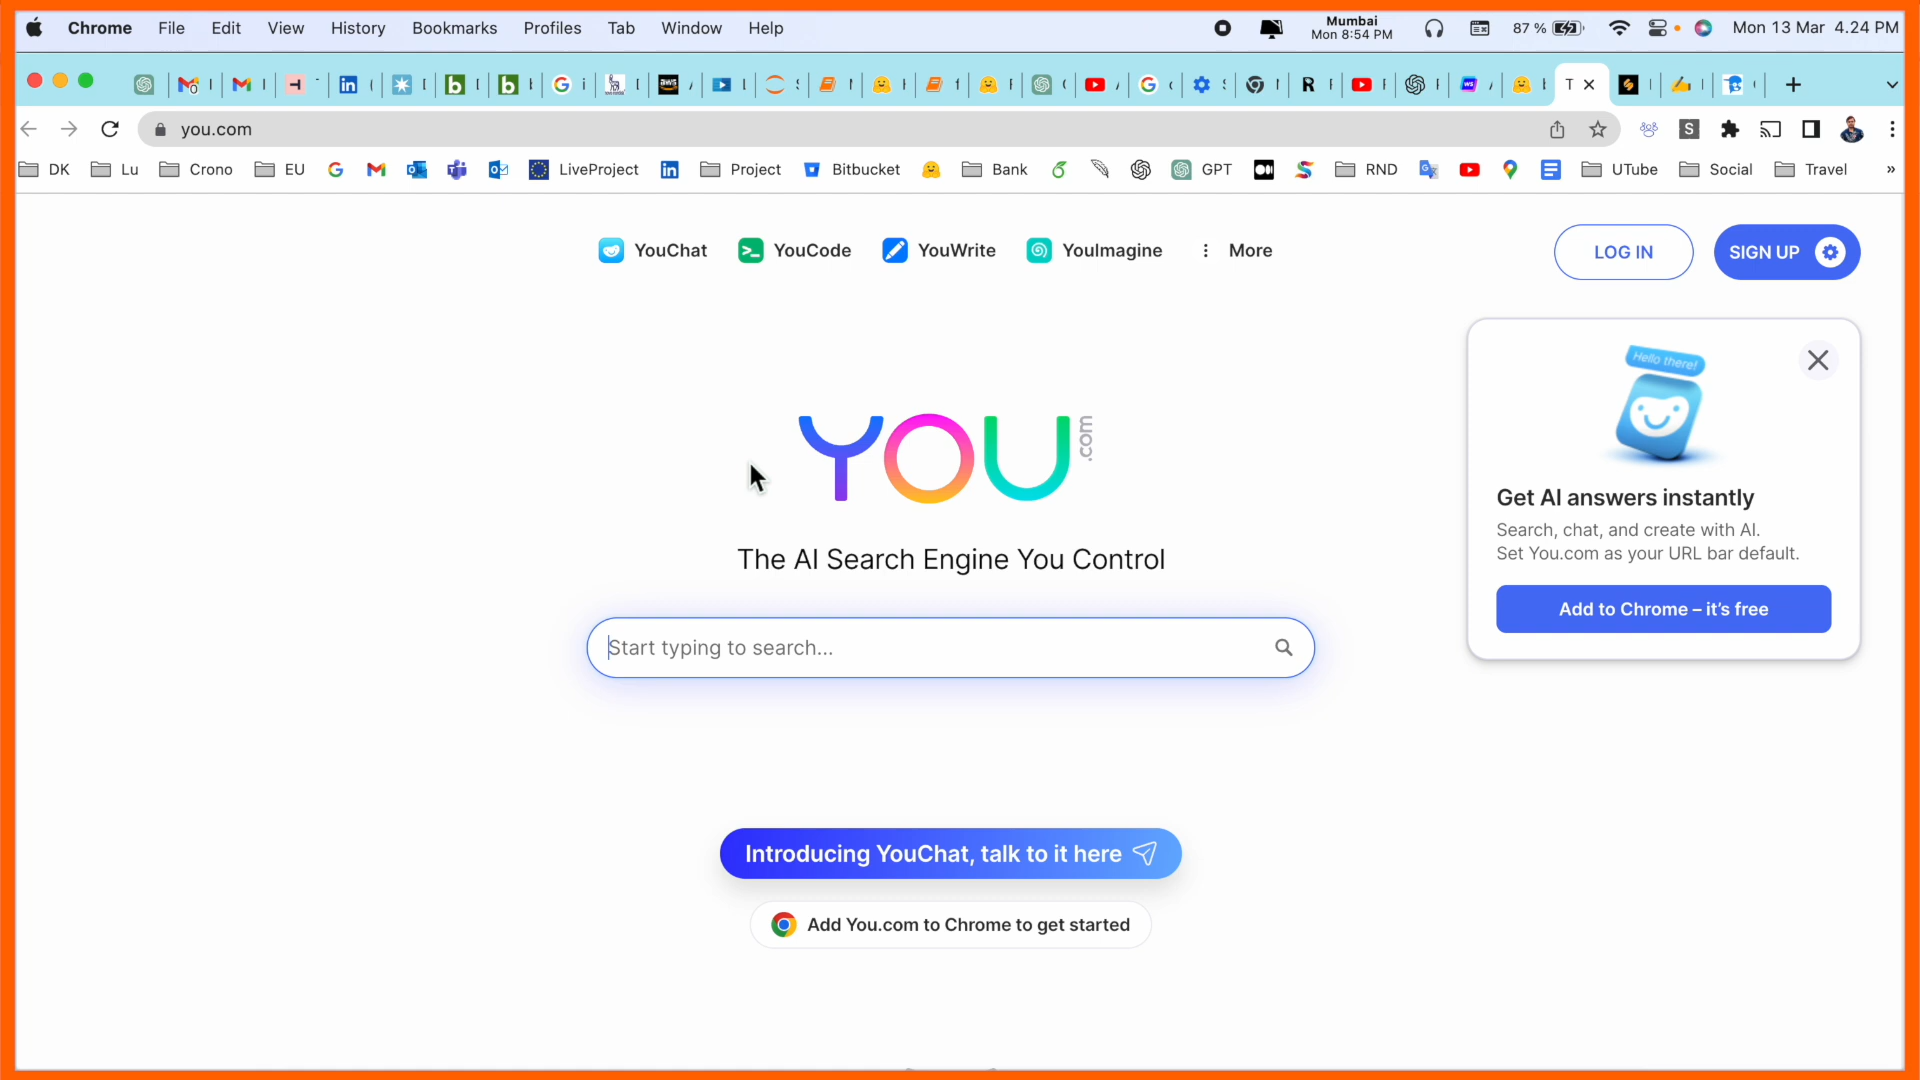 Chrome File Edit View History Bookmarks Profiles Tab Window Help Mumbai Mon 8:54 PM 87 % Mon 13 Mar 4.24 PM
aws R T
you.com S
DK Lu Crono EU LiveProject Project Bitbucket Bank GPT RND UTube Social Travel »
YouChat YouCode YouWrite YouImagine More LOG IN SIGN UP
Hello there!
YOU.com
Get AI answers instantly
Search, chat, and create with AI.
Set You.com as your URL bar default.
The AI Search Engine You Control
Add to Chrome – it's free
Start typing to search...
Introducing YouChat, talk to it here
Add You.com to Chrome to get started